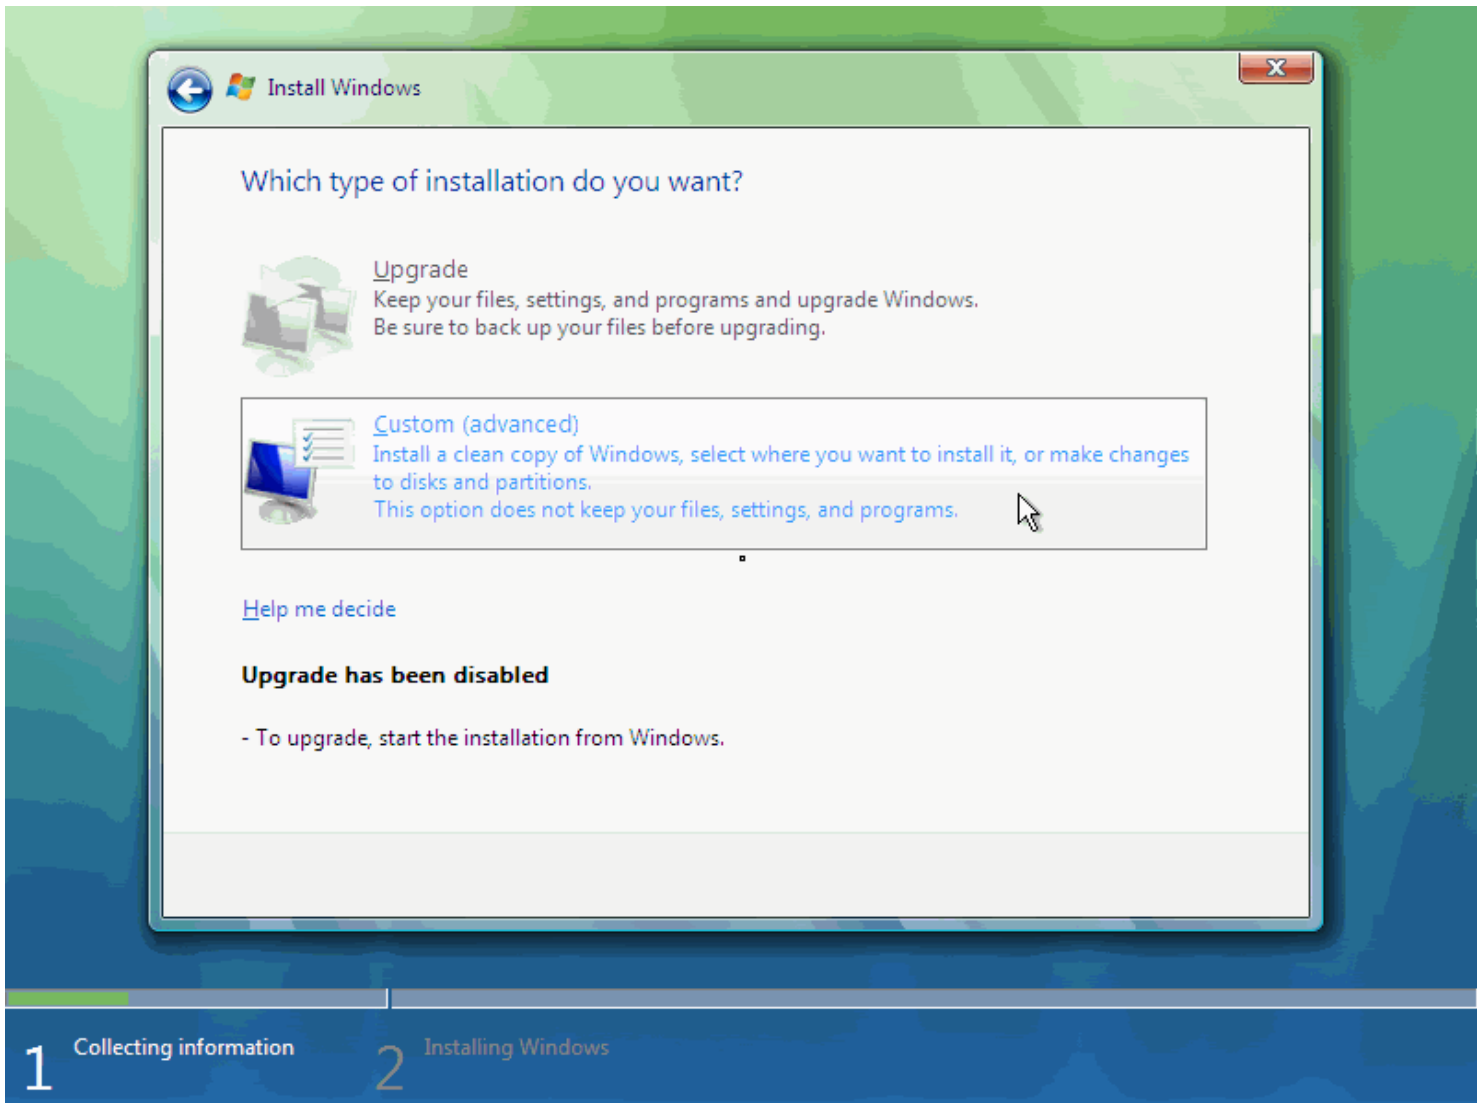 Install Windows
Which type of installation do you want?
Upgrade
Keep your files, settings, and programs and upgrade Windows.
Be sure to back up your files before upgrading.
Custom (advanced)
Install a clean copy of Windows, select where you want to install it, or make changes
to disks and partitions.
This option does not keep your files, settings, and programs.
Help me decide
Upgrade has been disabled
- To upgrade, start the installation from Windows.
1 Collecting information
2 Installing Windows